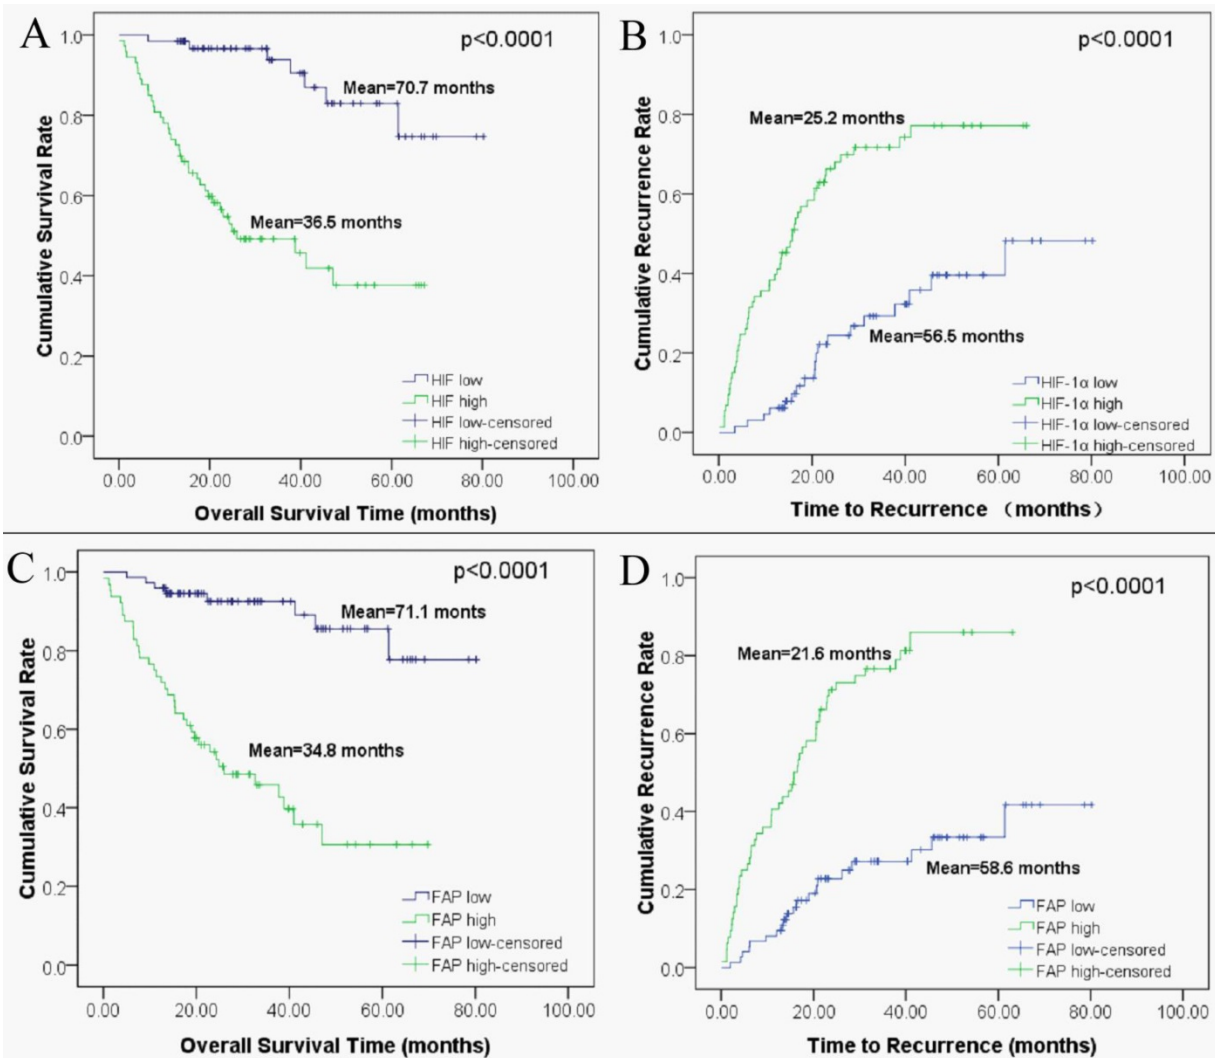 A
p<0.0001
Mean=70.7 months
Mean=36.5 months
Cumulative Survival Rate
1.0
0.8
0.6
0.4
0.2
0.0
HIF low
HIF high
HIF low-censored
HIF high-censored
0.00 20.00 40.00 60.00 80.00 100.00
Overall Survival Time (months)
B
p<0.0001
Mean=25.2 months
Mean=56.5 months
Cumulative Recurrence Rate
1.0
0.8
0.6
0.4
0.2
0.0
HIF-1α low
HIF-1α high
HIF-1α low-censored
HIF-1α high-censored
0.00 20.00 40.00 60.00 80.00 100.00
Time to Recurrence （months）
C
p<0.0001
Mean=71.1 monts
Mean=34.8 months
Cumulative Survival Rate
1.0
0.8
0.6
0.4
0.2
0.0
FAP low
FAP high
FAP low-censored
FAP high-censored
0.00 20.00 40.00 60.00 80.00 100.00
Overall Survival Time (months)
D
p<0.0001
Mean=21.6 months
Mean=58.6 months
Cumulative Recurrence Rate
1.0
0.8
0.6
0.4
0.2
0.0
FAP low
FAP high
FAP low-censored
FAP high-censored
0.00 20.00 40.00 60.00 80.00 100.00
Time to Recurrence (months)